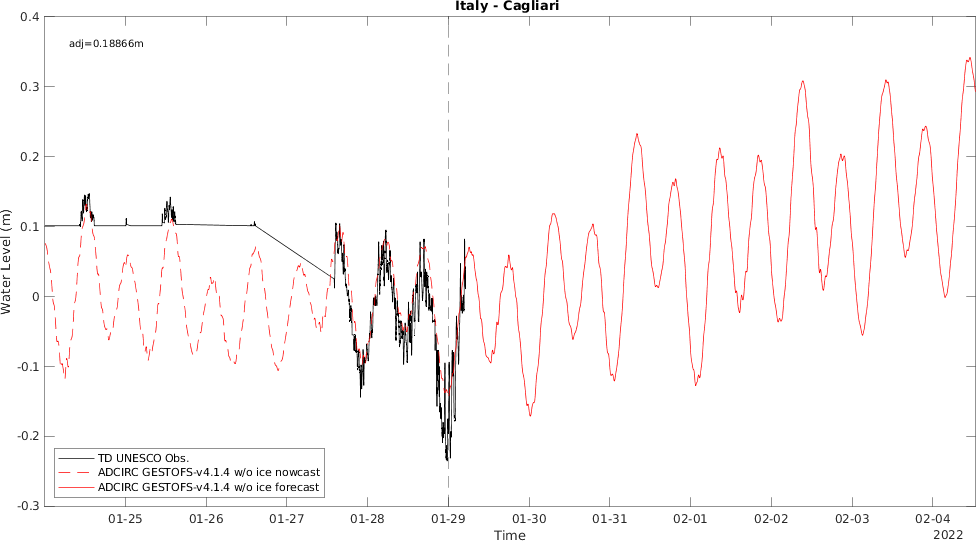 Italy - Cagliari
adj=0.18866m
0.4
0.3
0.2
0.1
0
-0.1
-0.2
-0.3
Water Level (m)
TD UNESCO Obs.
ADCIRC GESTOFS-v4.1.4 w/o ice nowcast
ADCIRC GESTOFS-v4.1.4 w/o ice forecast
01-25 01-26 01-27 01-28 01-29 01-30 01-31 02-01 02-02 02-03 02-04
Time
2022